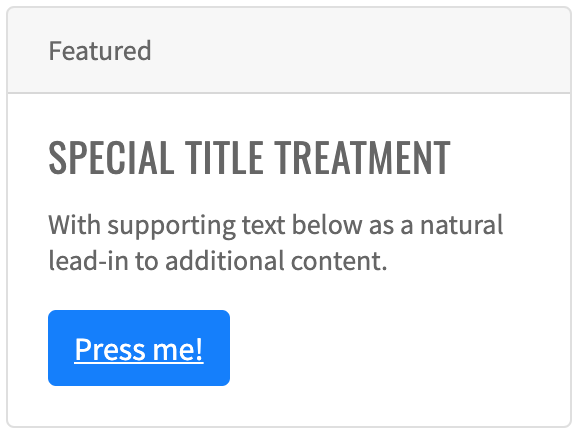 Featured
SPECIAL TITLE TREATMENT
With supporting text below as a natural
lead-in to additional content.
Press me!